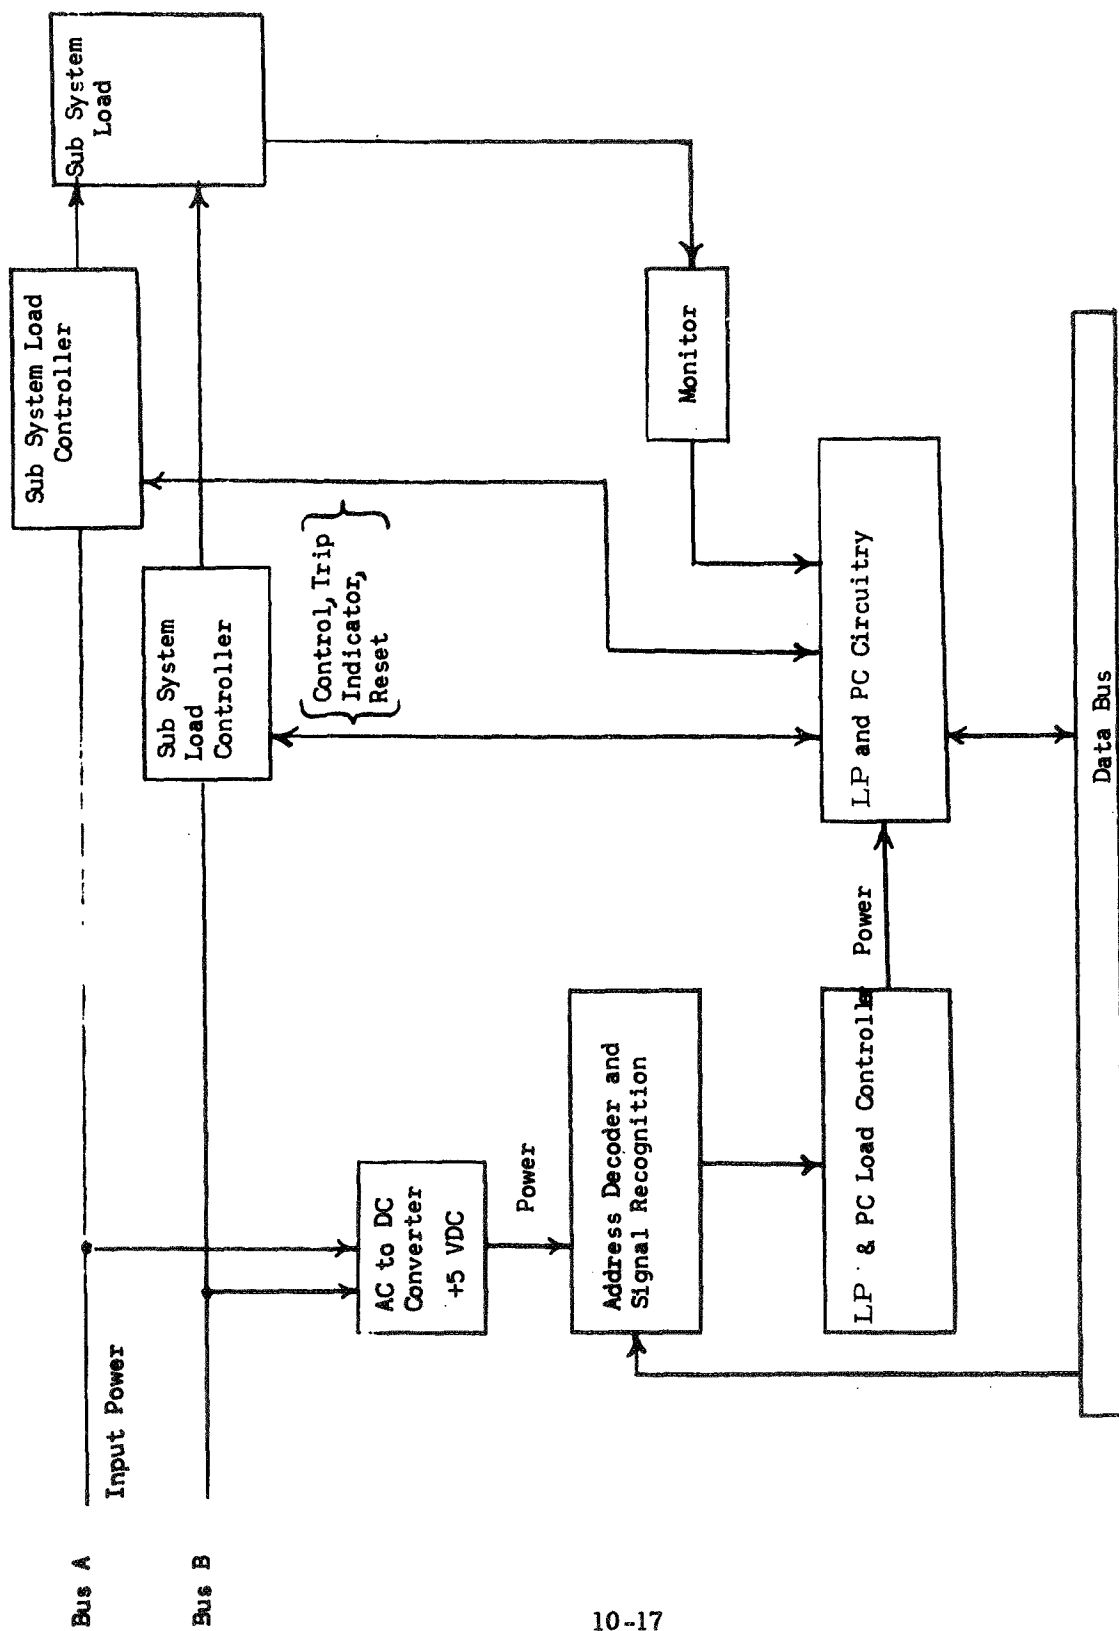 Bus A
Input Power
Bus B
Sub System Load
Controller
Sub System
Load
Sub System
Load
Controller
Control, Trip
Indicator,
Reset
AC to DC
Converter
+5 VDC
Power
Address Decoder and
Signal Recognition
Monitor
LP & PC Load Controller
Power
LP and PC Circuitry
Data Bus
10-17